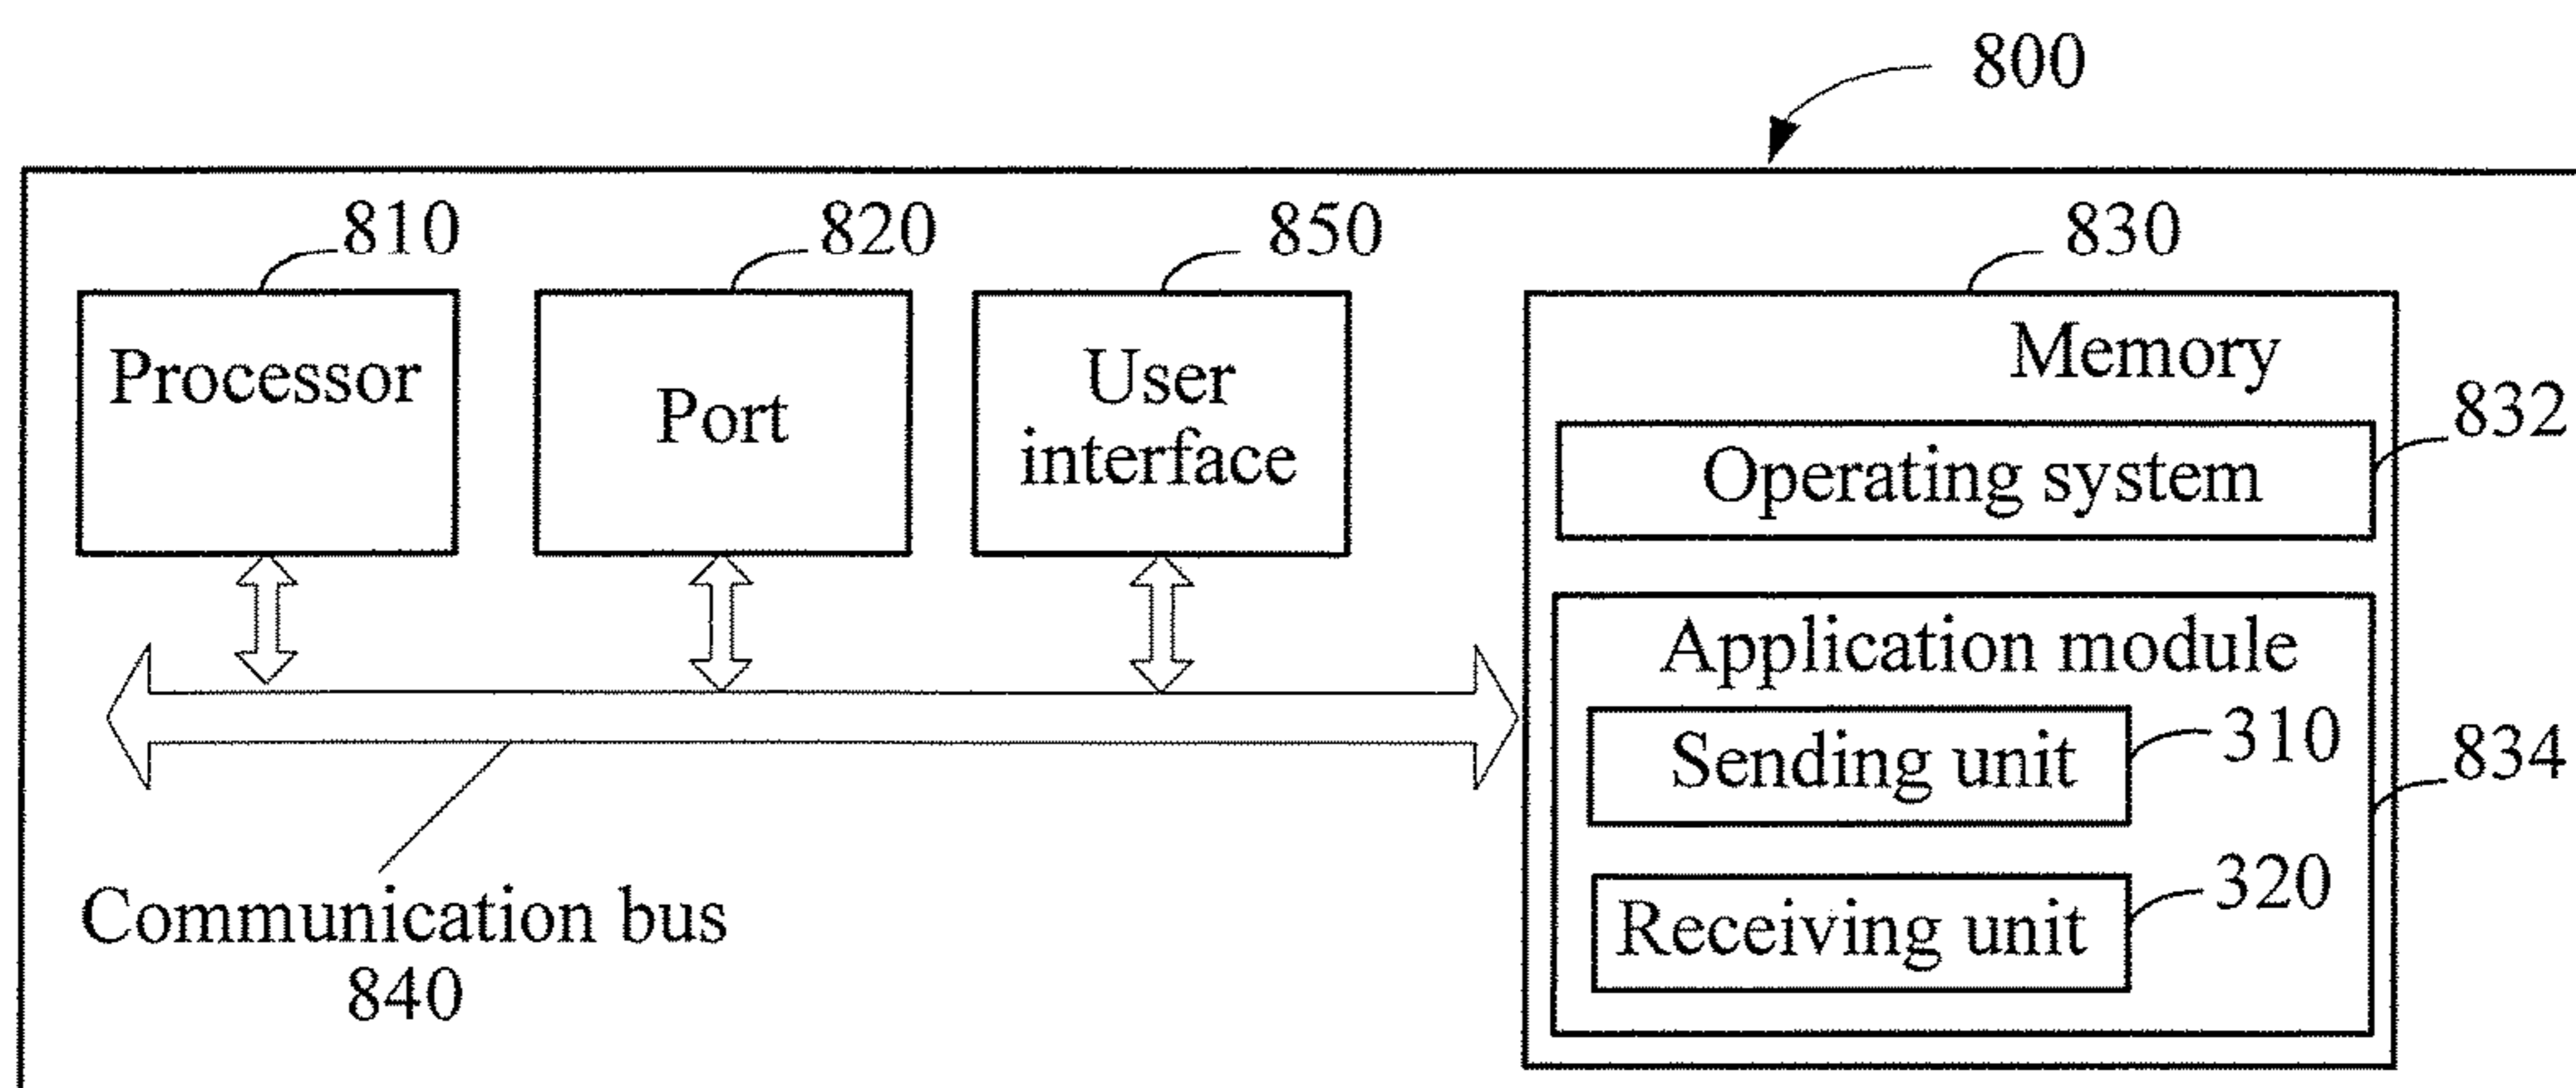 800
810
820
850
830
Processor
Port
User
interface
Memory
832
Operating system
Application module
Sending unit
310
834
Receiving unit
320
Communication bus
840